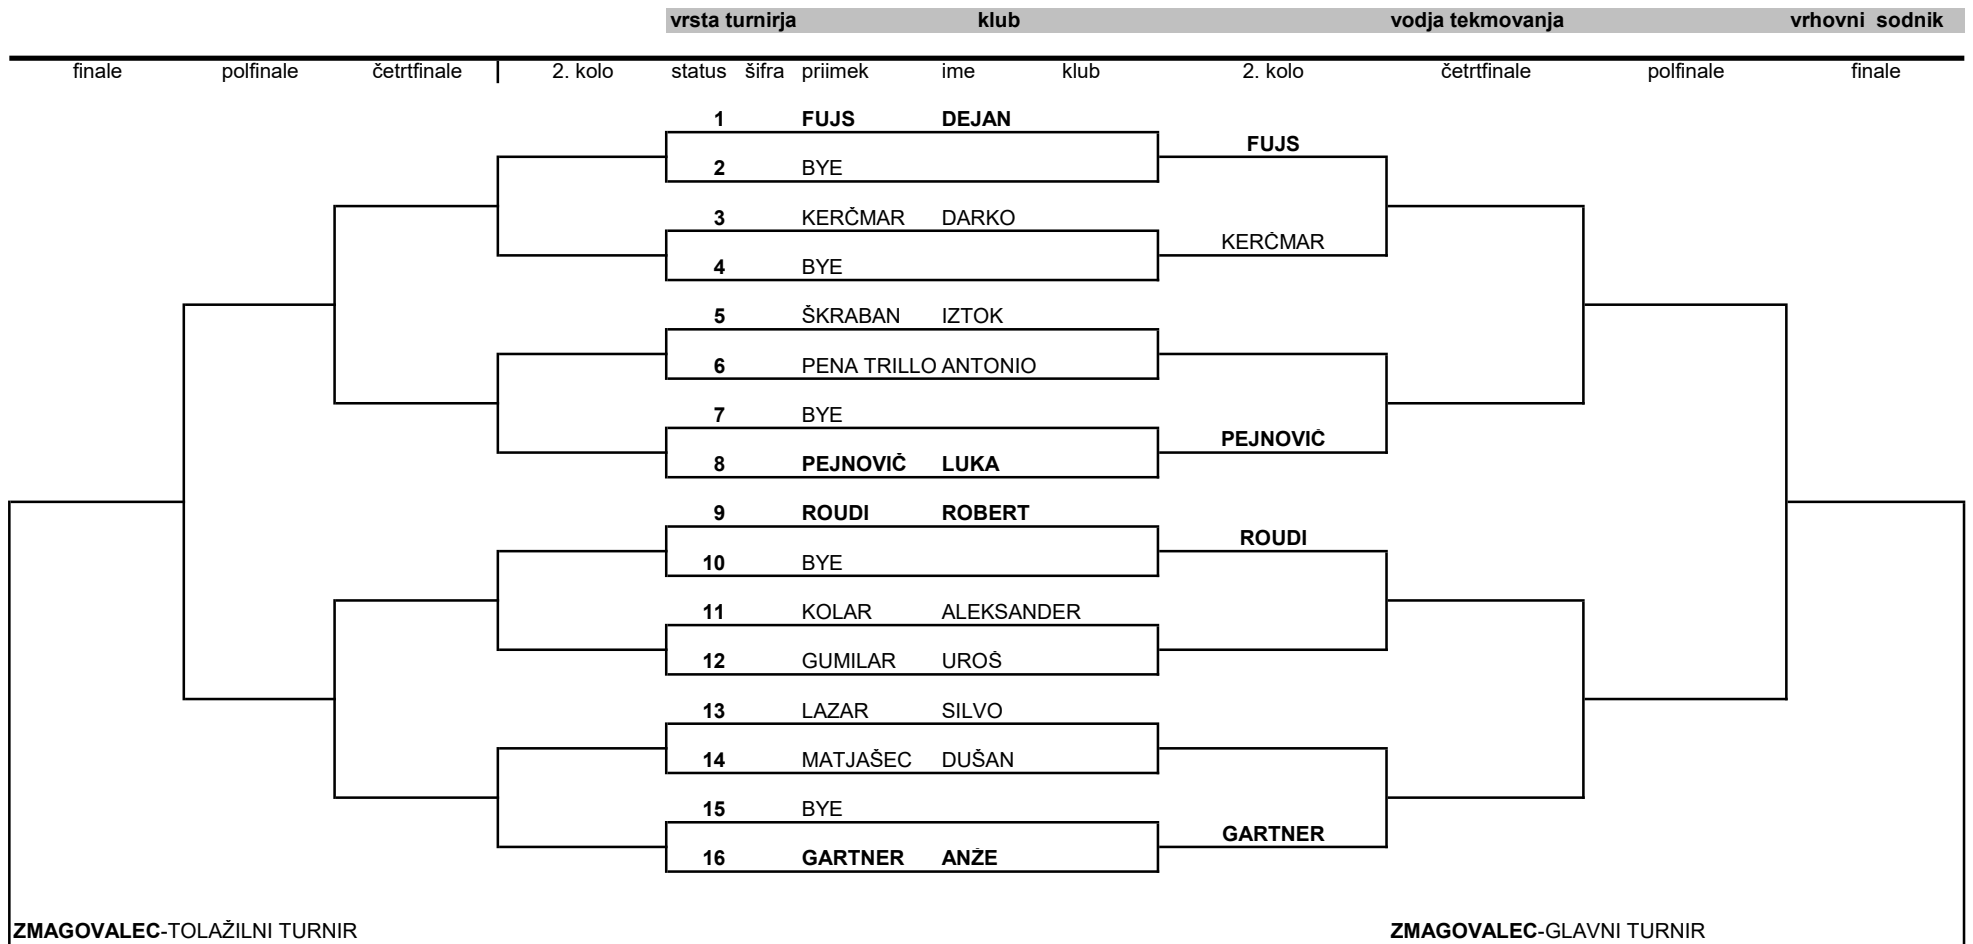 vrsta turnirja klub vodja tekmovanja vrhovni sodnik
finale polfinale četrtfinale 2. kolo status šifra priimek ime klub 2. kolo četrtfinale polfinale finale
1 FUJS DEJAN
FUJS
2 BYE
3 KERČMAR DARKO
KERČMAR
4 BYE
5 ŠKRABAN IZTOK
6 PENA TRILLO ANTONIO
7 BYE
PEJNOVIČ
8 PEJNOVIČ LUKA
9 ROUDI ROBERT
ROUDI
10 BYE
11 KOLAR ALEKSANDER
12 GUMILAR UROŠ
13 LAZAR SILVO
14 MATJAŠEC DUŠAN
15 BYE
GARTNER
16 GARTNER ANŽE
ZMAGOVALEC-TOLAŽILNI TURNIR ZMAGOVALEC-GLAVNI TURNIR